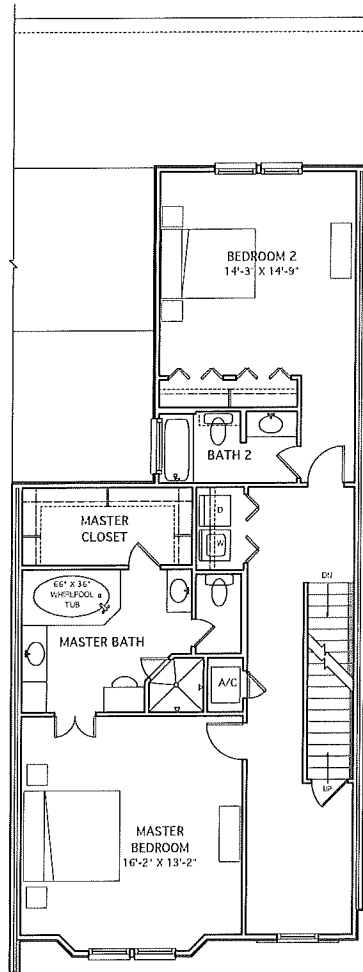 BEDROOM 2
14'-3" X 14'-9"
BATH 2
D
W
MASTER
CLOSET
66" X 36"
WHIRLPOOL
TUB
MASTER BATH
A/C
DN
UP
MASTER
BEDROOM
16'-2" X 13'-2"